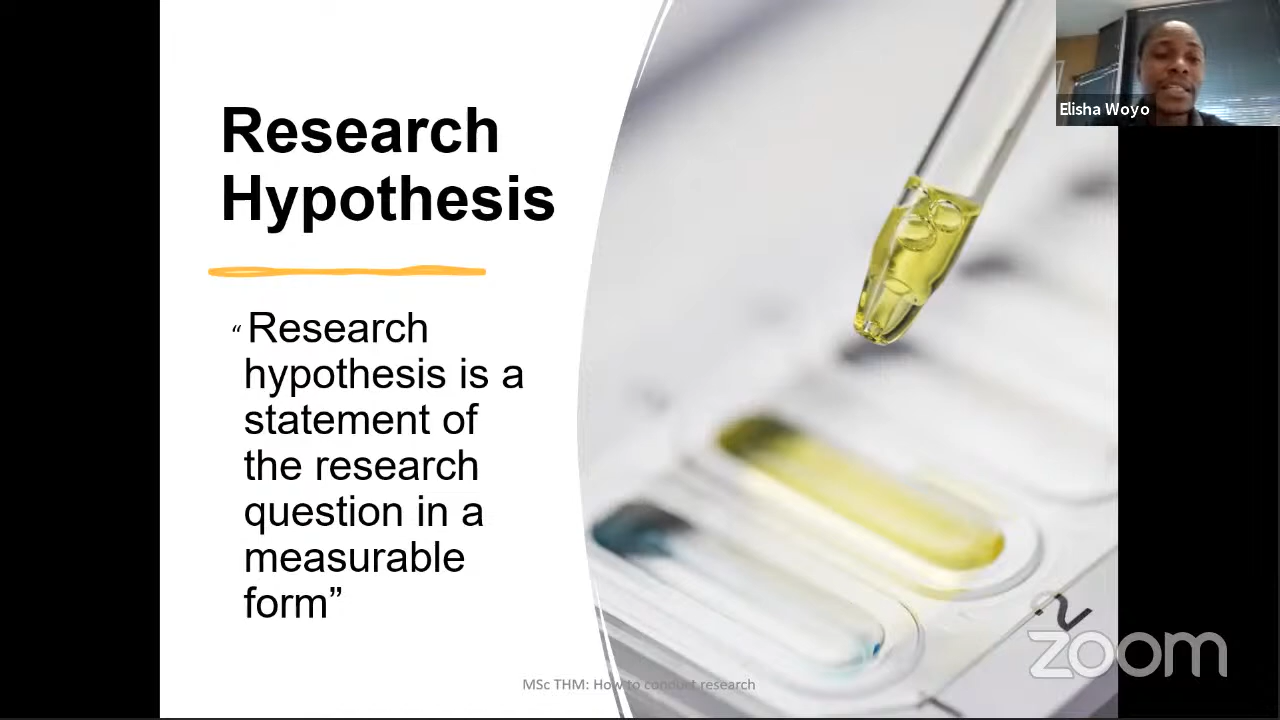 Research
Hypothesis
“Research
hypothesis is a
statement of
the research
question in a
measurable
form”
MSc THM: How to conduct research
Elisha Woyo
2
zoom